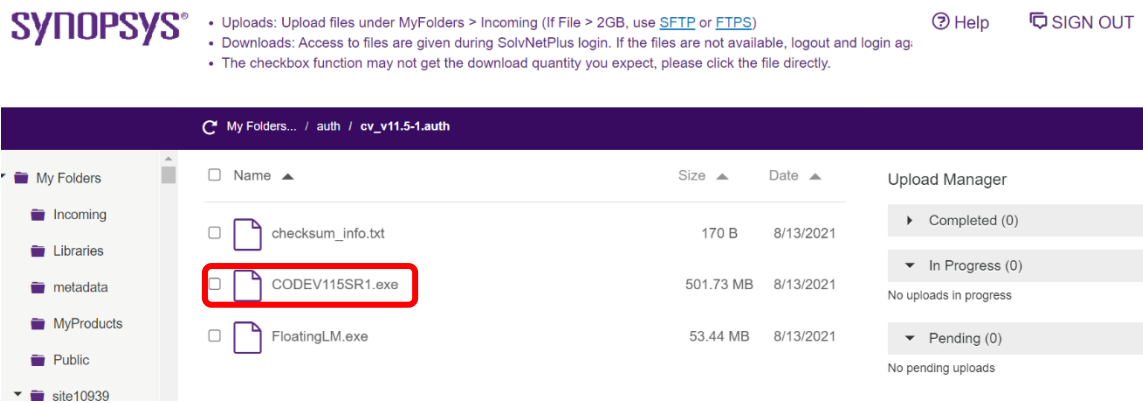 SYNOPSYS®
• Uploads: Upload files under MyFolders > Incoming (If File > 2GB, use SFTP or FTPS)
• Downloads: Access to files are given during SolvNetPlus login. If the files are not available, logout and login aga
• The checkbox function may not get the download quantity you expect, please click the file directly.
Help
SIGN OUT
My Folders... / auth / cv_v11.5-1.auth
My Folders
Incoming
Libraries
metadata
MyProducts
Public
site10939
Name Size Date
checksum_info.txt 170 B 8/13/2021
CODEV115SR1.exe 501.73 MB 8/13/2021
FloatingLM.exe 53.44 MB 8/13/2021
Upload Manager
Completed (0)
In Progress (0)
No uploads in progress
Pending (0)
No pending uploads